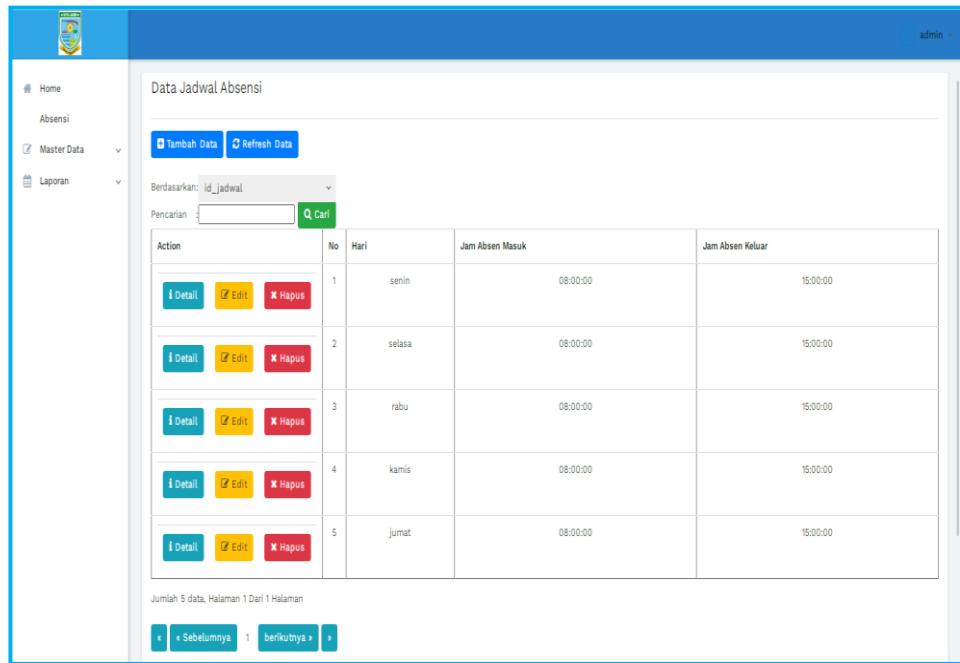 admin
Home
Absensi
Master Data
Laporan
Data Jadwal Absensi
Tambah Data Refresh Data
Berdasarkan: id_jadwal
Pencarian : Cari
Action No Hari Jam Absen Masuk Jam Absen Keluar
Detail Edit Hapus 1 senin 08:00:00 15:00:00
Detail Edit Hapus 2 selasa 08:00:00 15:00:00
Detail Edit Hapus 3 rabu 08:00:00 15:00:00
Detail Edit Hapus 4 kamis 08:00:00 15:00:00
Detail Edit Hapus 5 jumat 08:00:00 15:00:00
Jumlah 5 data, Halaman 1 Dari 1 Halaman
« « Sebelumnya 1 berikutnya » »